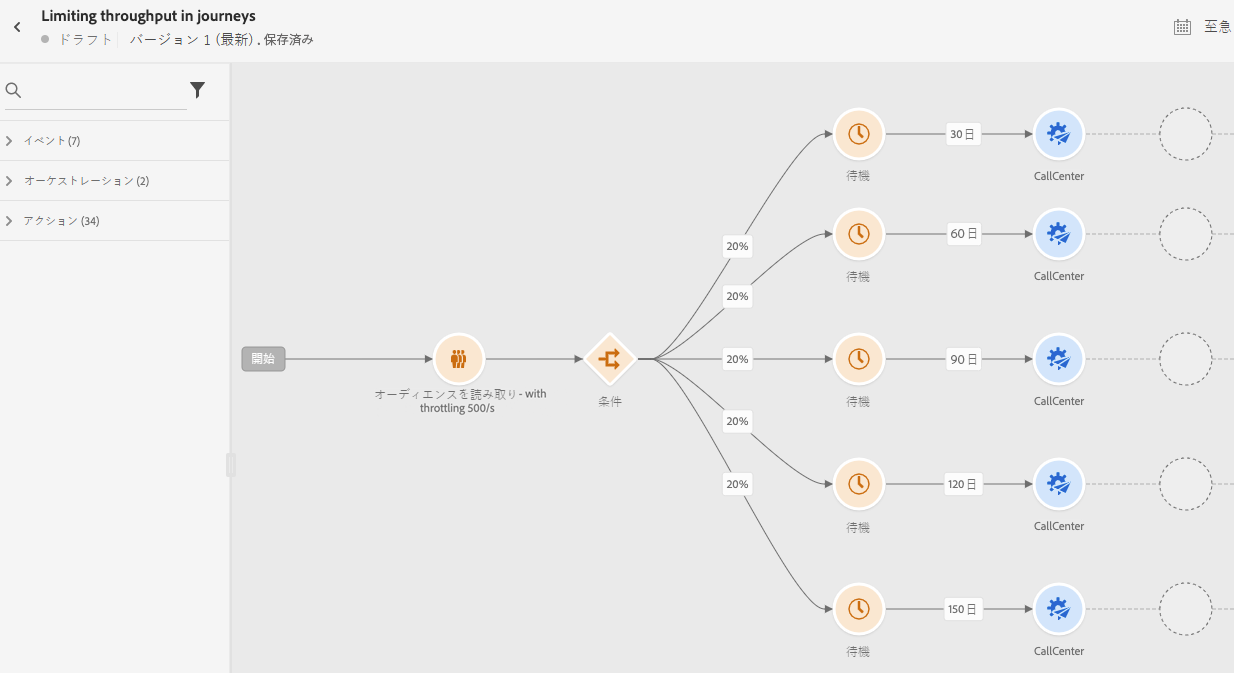 Limiting throughput in journeys
ドラフト バージョン 1 (最新) . 保存済み
至急
イベント (7)
オーケストレーション (2)
アクション (34)
開始
オーディエンスを読み取り - with
throttling 500/s
条件
20%
20%
20%
20%
20%
待機
30 日
CallCenter
待機
60 日
CallCenter
待機
90 日
CallCenter
待機
120 日
CallCenter
待機
150 日
CallCenter